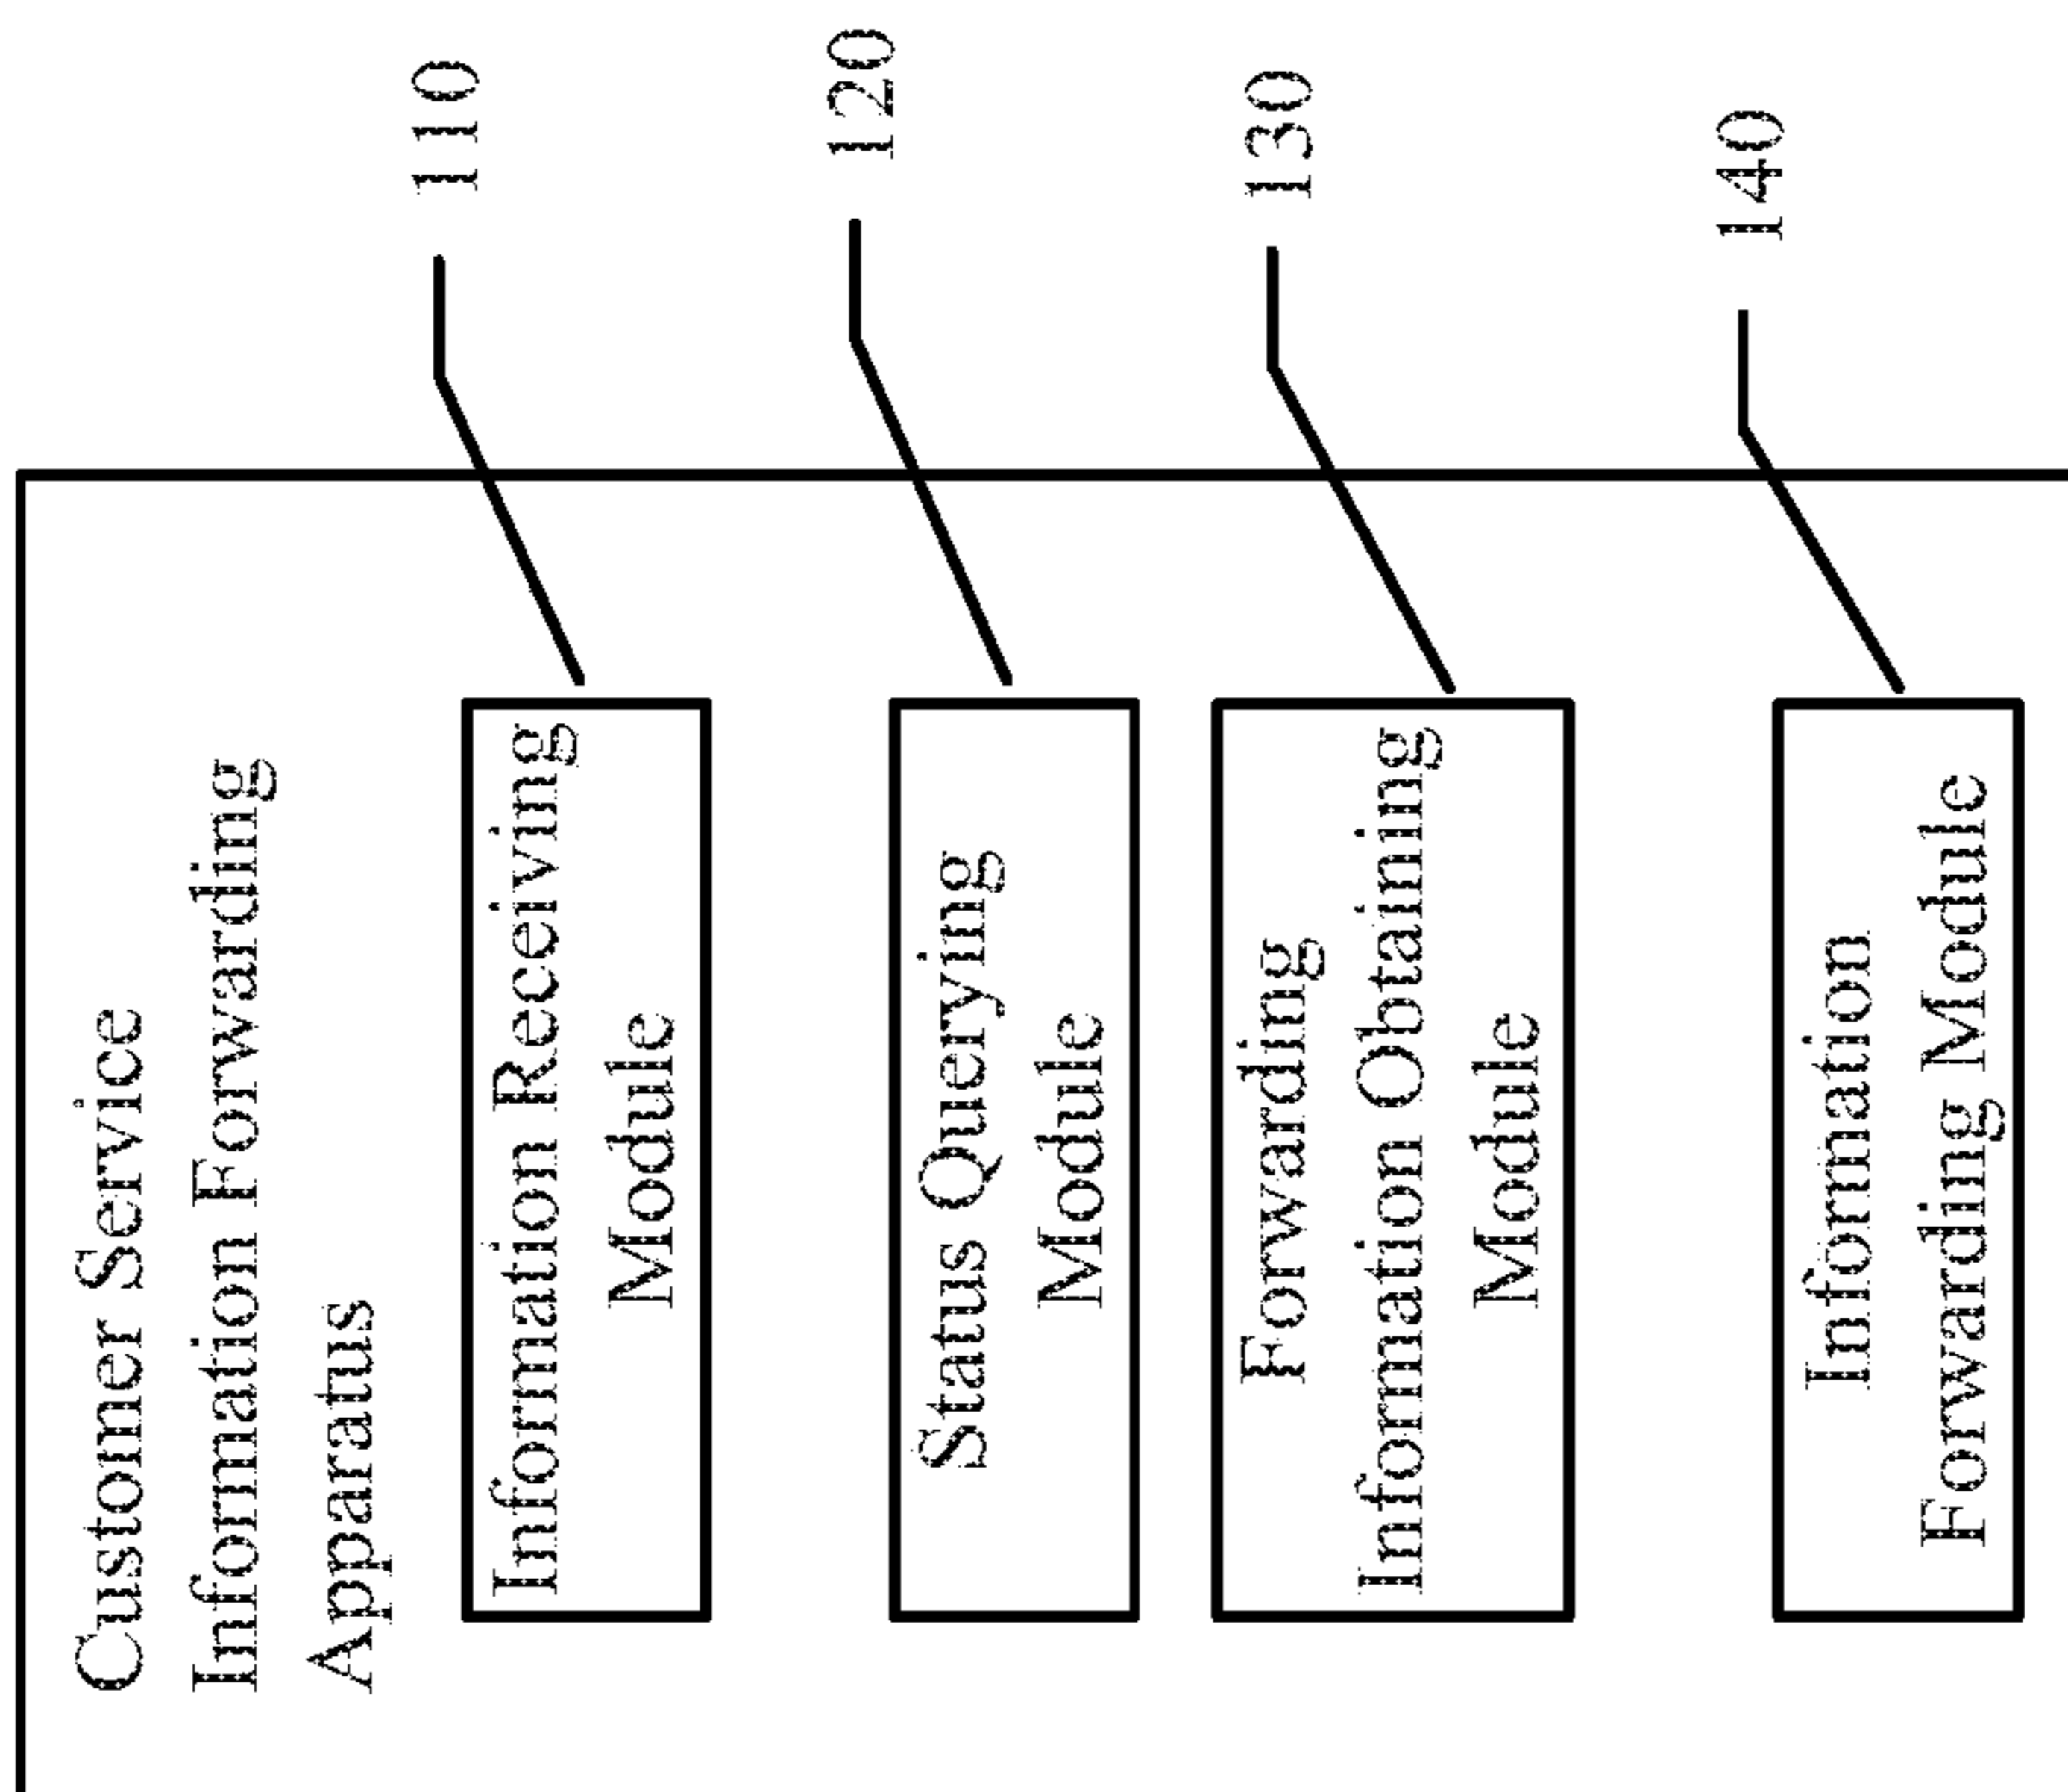 Customer Service
Information Forwarding
Apparatus
Information Receiving
Module
110
Status Querying
Module
120
Forwarding
Information Obtaining
Module
130
Information
Forwarding Module
140